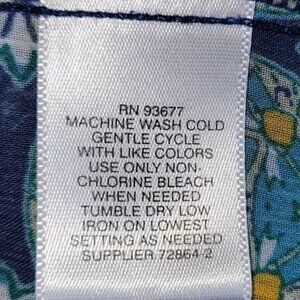 RN 93677
MACHINE WASH COLD
GENTLE CYCLE
WITH LIKE COLORS
USE ONLY NON-
CHLORINE BLEACH
WHEN NEEDED
TUMBLE DRY LOW
IRON ON LOWEST
SETTING AS NEEDED
SUPPLIER 72864-2